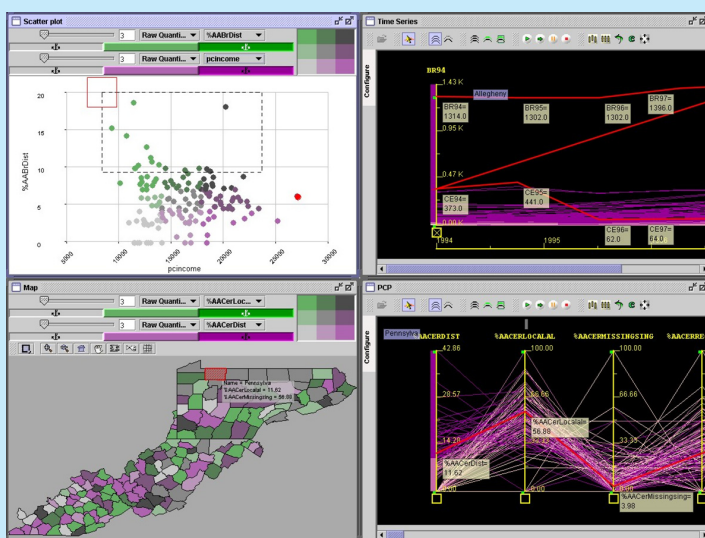 Scatter plot
3 Raw Quanti... %AABrDist
3 Raw Quanti... pcincome
%AABrDist
20
15
10
5
0
5000 10000 15000 20000 25000 30000
pcincome
Time Series
Configure
BR94
1.43 K
Allegheny
BR94=
1314.0
BR95=
1302.0
BR96=
1302.0
BR97=
1396.0
0.95 K
0.47 K
CE94=
373.0
CE95=
441.0
CE96=
62.0
CE97=
64.0
1994 1995
Map
3 Raw Quanti... %AACerLoc...
3 Raw Quanti... %AACerDist
Name = Pennsylva
%AACerLocalal = 11.62
%AACerMissingsing = 56.88
PCP
Configure
Pennsylva
AACERDIST %AACERLOCALAL %AACERMISSINGSING %AACERRE
42.86 100.00 100.00
28.57 66.66 66.66
14.28 33.33
%AACerLocalal=
56.88
%AACerDist=
11.62
0.00 0.00
%AACerMissingsing=
3.98